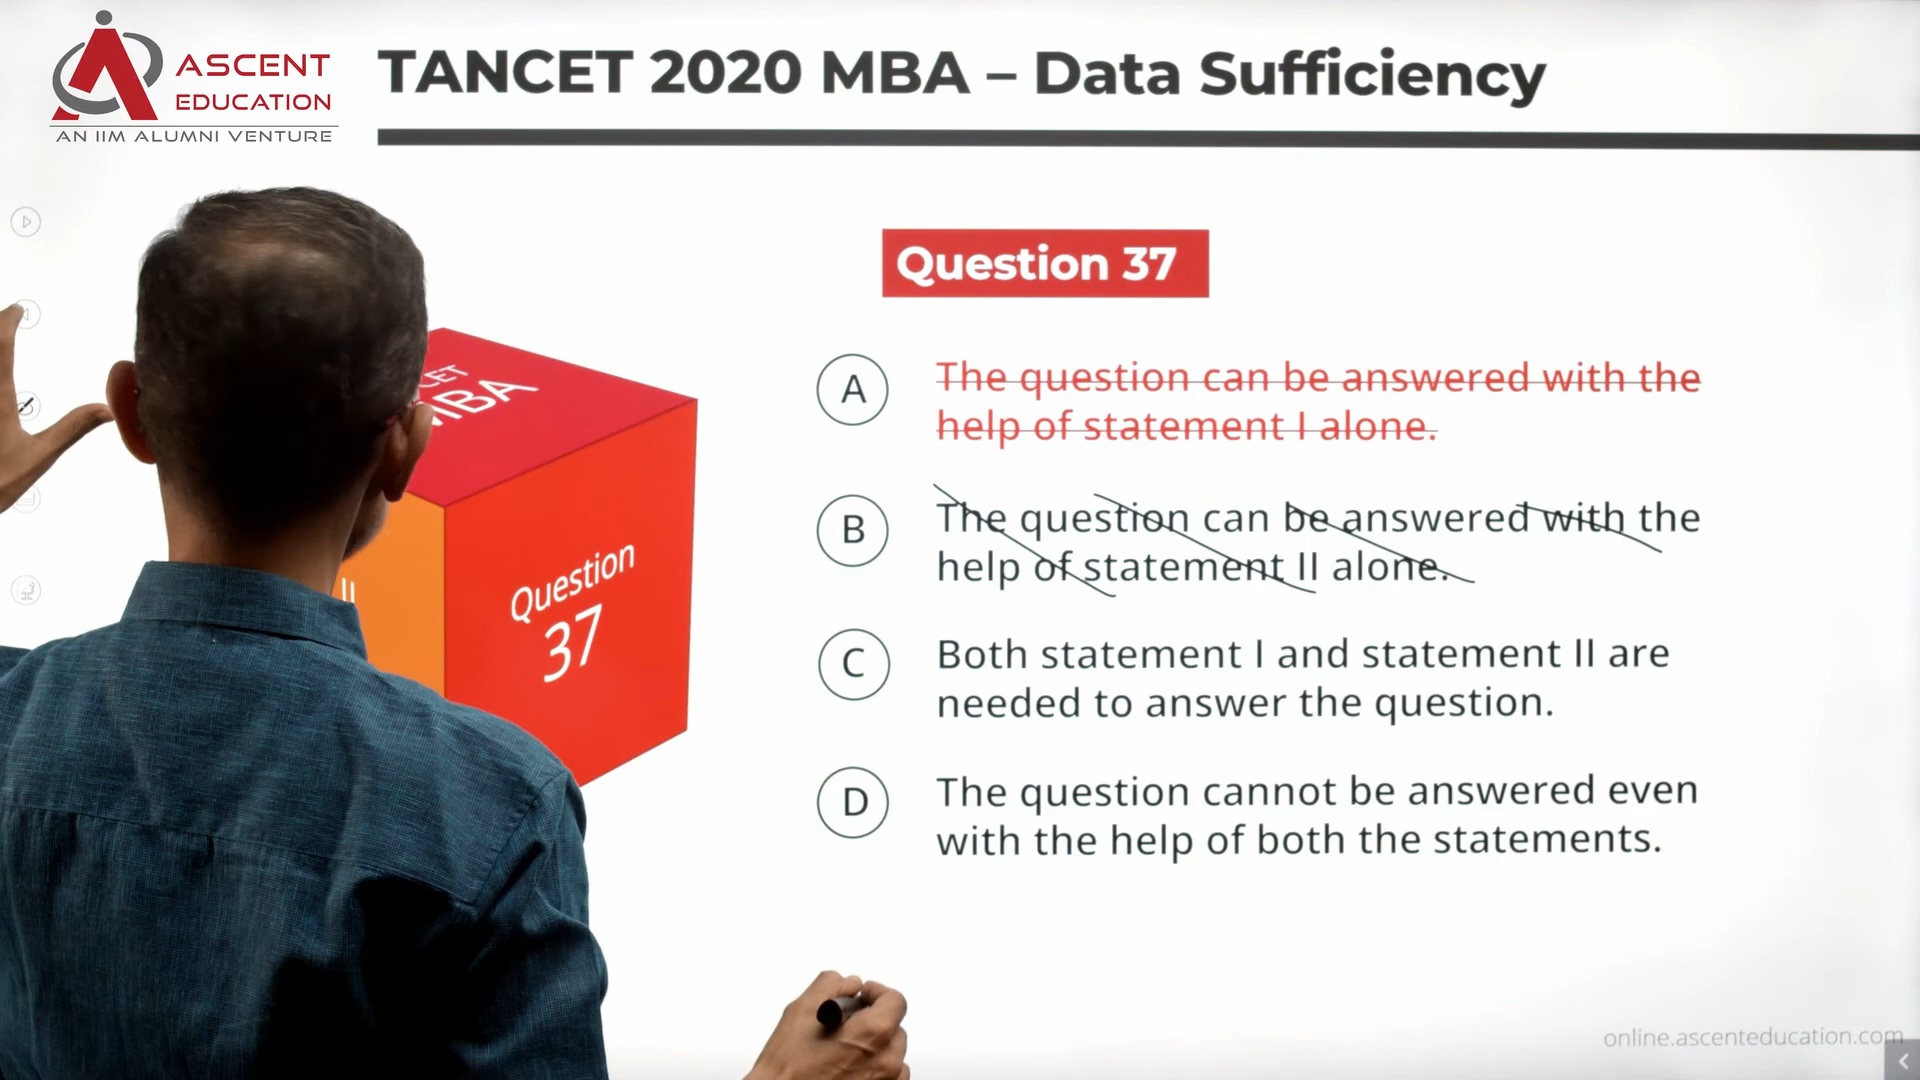 ASCENT
EDUCATION
AN IIM ALUMNI VENTURE
TANCET 2020 MBA – Data Sufficiency
Question 37
MBA
II
Question
37
A
The question can be answered with the
help of statement I alone.
B
The question can be answered with the
help of statement II alone.
C
Both statement I and statement II are
needed to answer the question.
D
The question cannot be answered even
with the help of both the statements.
online.ascenteducation.com